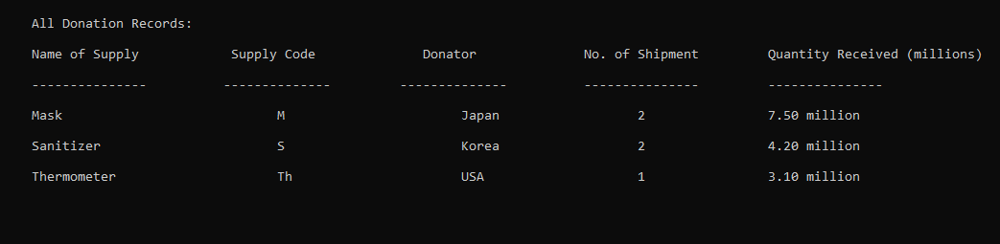 All Donation Records:
Name of Supply Supply Code Donator No. of Shipment Quantity Received (millions)
--------------- -------------- -------------- --------------- ---------------
Mask M Japan 2 7.50 million
Sanitizer S Korea 2 4.20 million
Thermometer Th USA 1 3.10 million